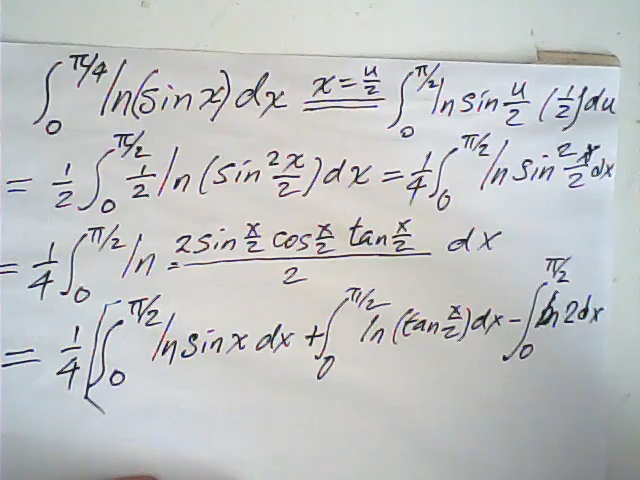 ∫₀^(π/4) ln(sin x) dx x = u/2 ∫₀^(π/2) ln sin u/2 (1/2) du
= 1/2 ∫₀^(π/2) 1/2 ln(sin² x/2) dx = 1/4 ∫₀^(π/2) ln sin² x/2 dx
= 1/4 ∫₀^(π/2) ln (2 sin x/2 cos x/2 tan x/2)/2 dx
= 1/4 [∫₀^(π/2) ln sin x dx + ∫₀^(π/2) ln (tan x/2) dx - ∫₀^(π/2) ln 2 dx